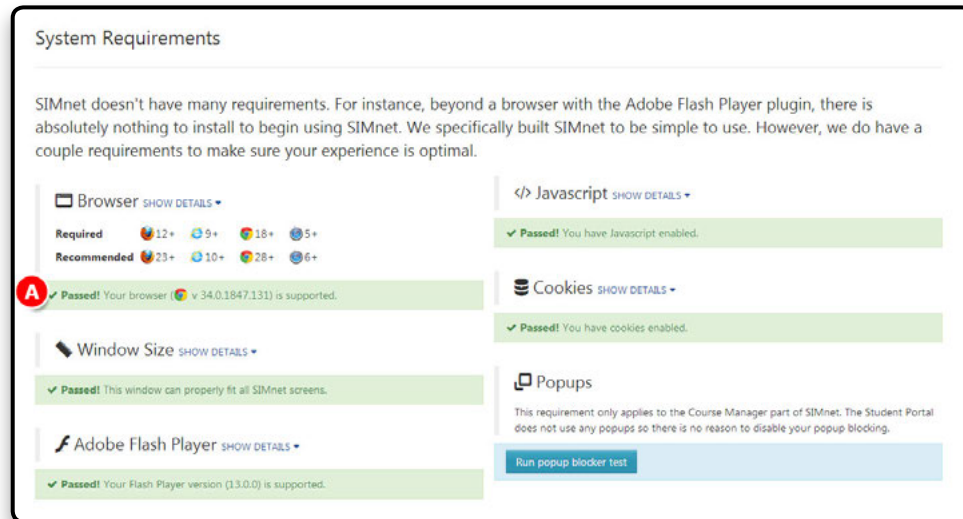 System Requirements
SIMnet doesn't have many requirements. For instance, beyond a browser with the Adobe Flash Player plugin, there is
absolutely nothing to install to begin using SIMnet. We specifically built SIMnet to be simple to use. However, we do have a
couple requirements to make sure your experience is optimal.
Browser SHOW DETAILS
Required 12+ 9+ 18+ 5+
Recommended 23+ 10+ 28+ 6+
A
Passed! Your browser ( v 34.0.1847.131) is supported.
Window Size SHOW DETAILS
Passed! This window can properly fit all SIMnet screens.
Adobe Flash Player SHOW DETAILS
Passed! Your Flash Player version (13.0.0) is supported.
</> Javascript SHOW DETAILS
Passed! You have Javascript enabled.
Cookies SHOW DETAILS
Passed! You have cookies enabled.
Popups
This requirement only applies to the Course Manager part of SIMnet. The Student Portal
does not use any popups so there is no reason to disable your popup blocking.
Run popup blocker test